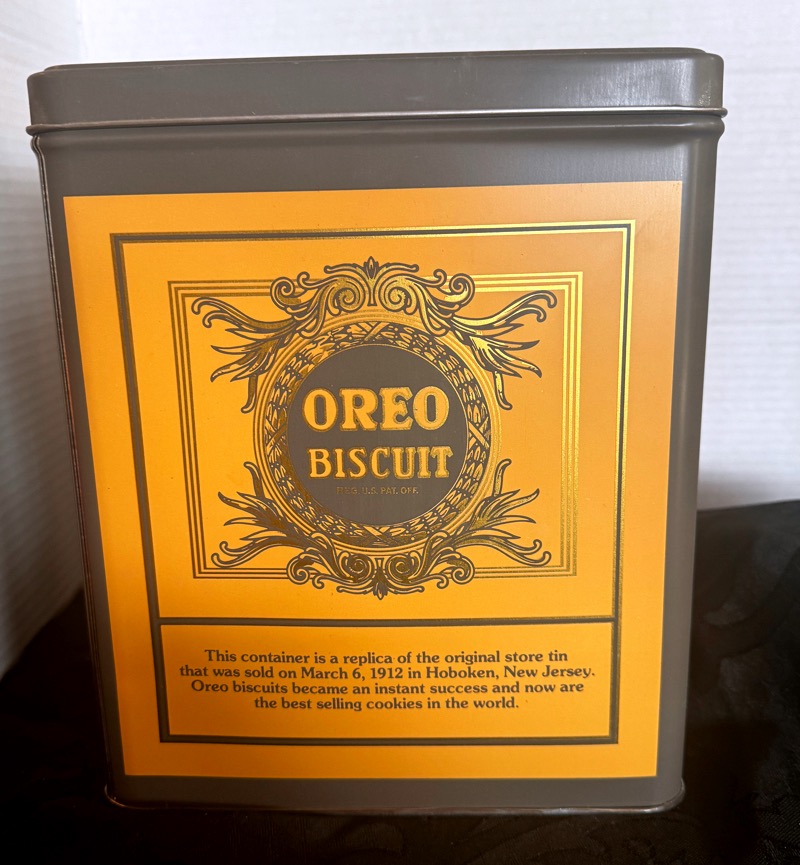 OREO
BISCUIT
REG. U.S. PAT. OFF.
This container is a replica of the original store tin
that was sold on March 6, 1912 in Hoboken, New Jersey.
Oreo biscuits became an instant success and now are
the best selling cookies in the world.